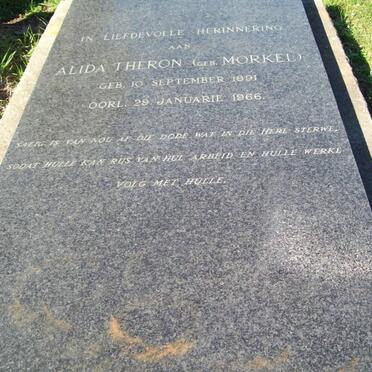 IN LIEFDEVOLLE HERINNERING
AAN
ALIDA THERON (GEB. MORKEL)
GEB. 10 SEPTEMBER 1891
OORL. 29 JANUARIE 1966.
SALIG IS VAN NOU AF DIE DODE WAT IN DIE HERE STERWE,
SODAT HULLE KAN RUS VAN HUL ARBEID EN HULLE WERKE
VOLG MET HULLE.